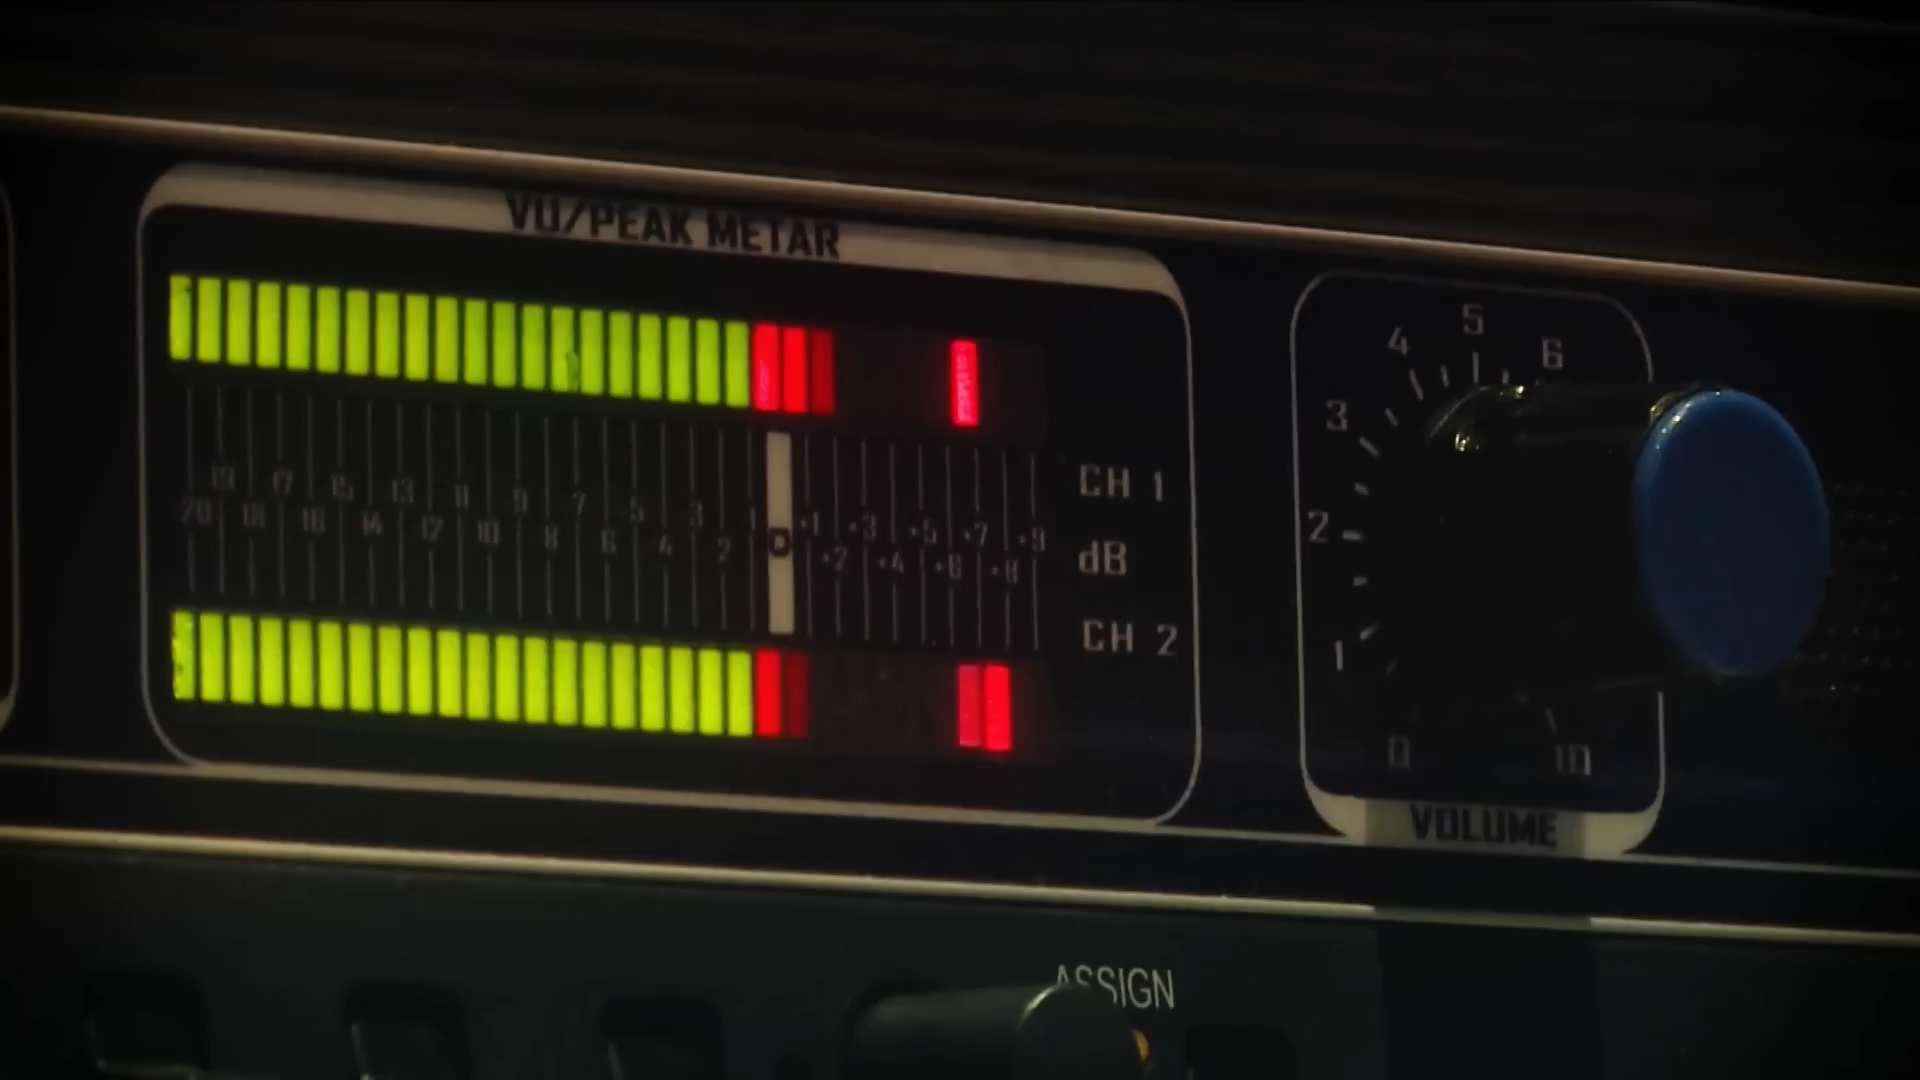 VU/PEAK METAR
19 17 15 13 11 9 7 5 3 1 +1 +3 +5 +7 +9
20 18 16 14 12 10 8 6 4 2 0 +2 +4 +6 +8
CH 1
dB
CH 2
0 1 2 3 4 5 6 10
VOLUME
ASSIGN